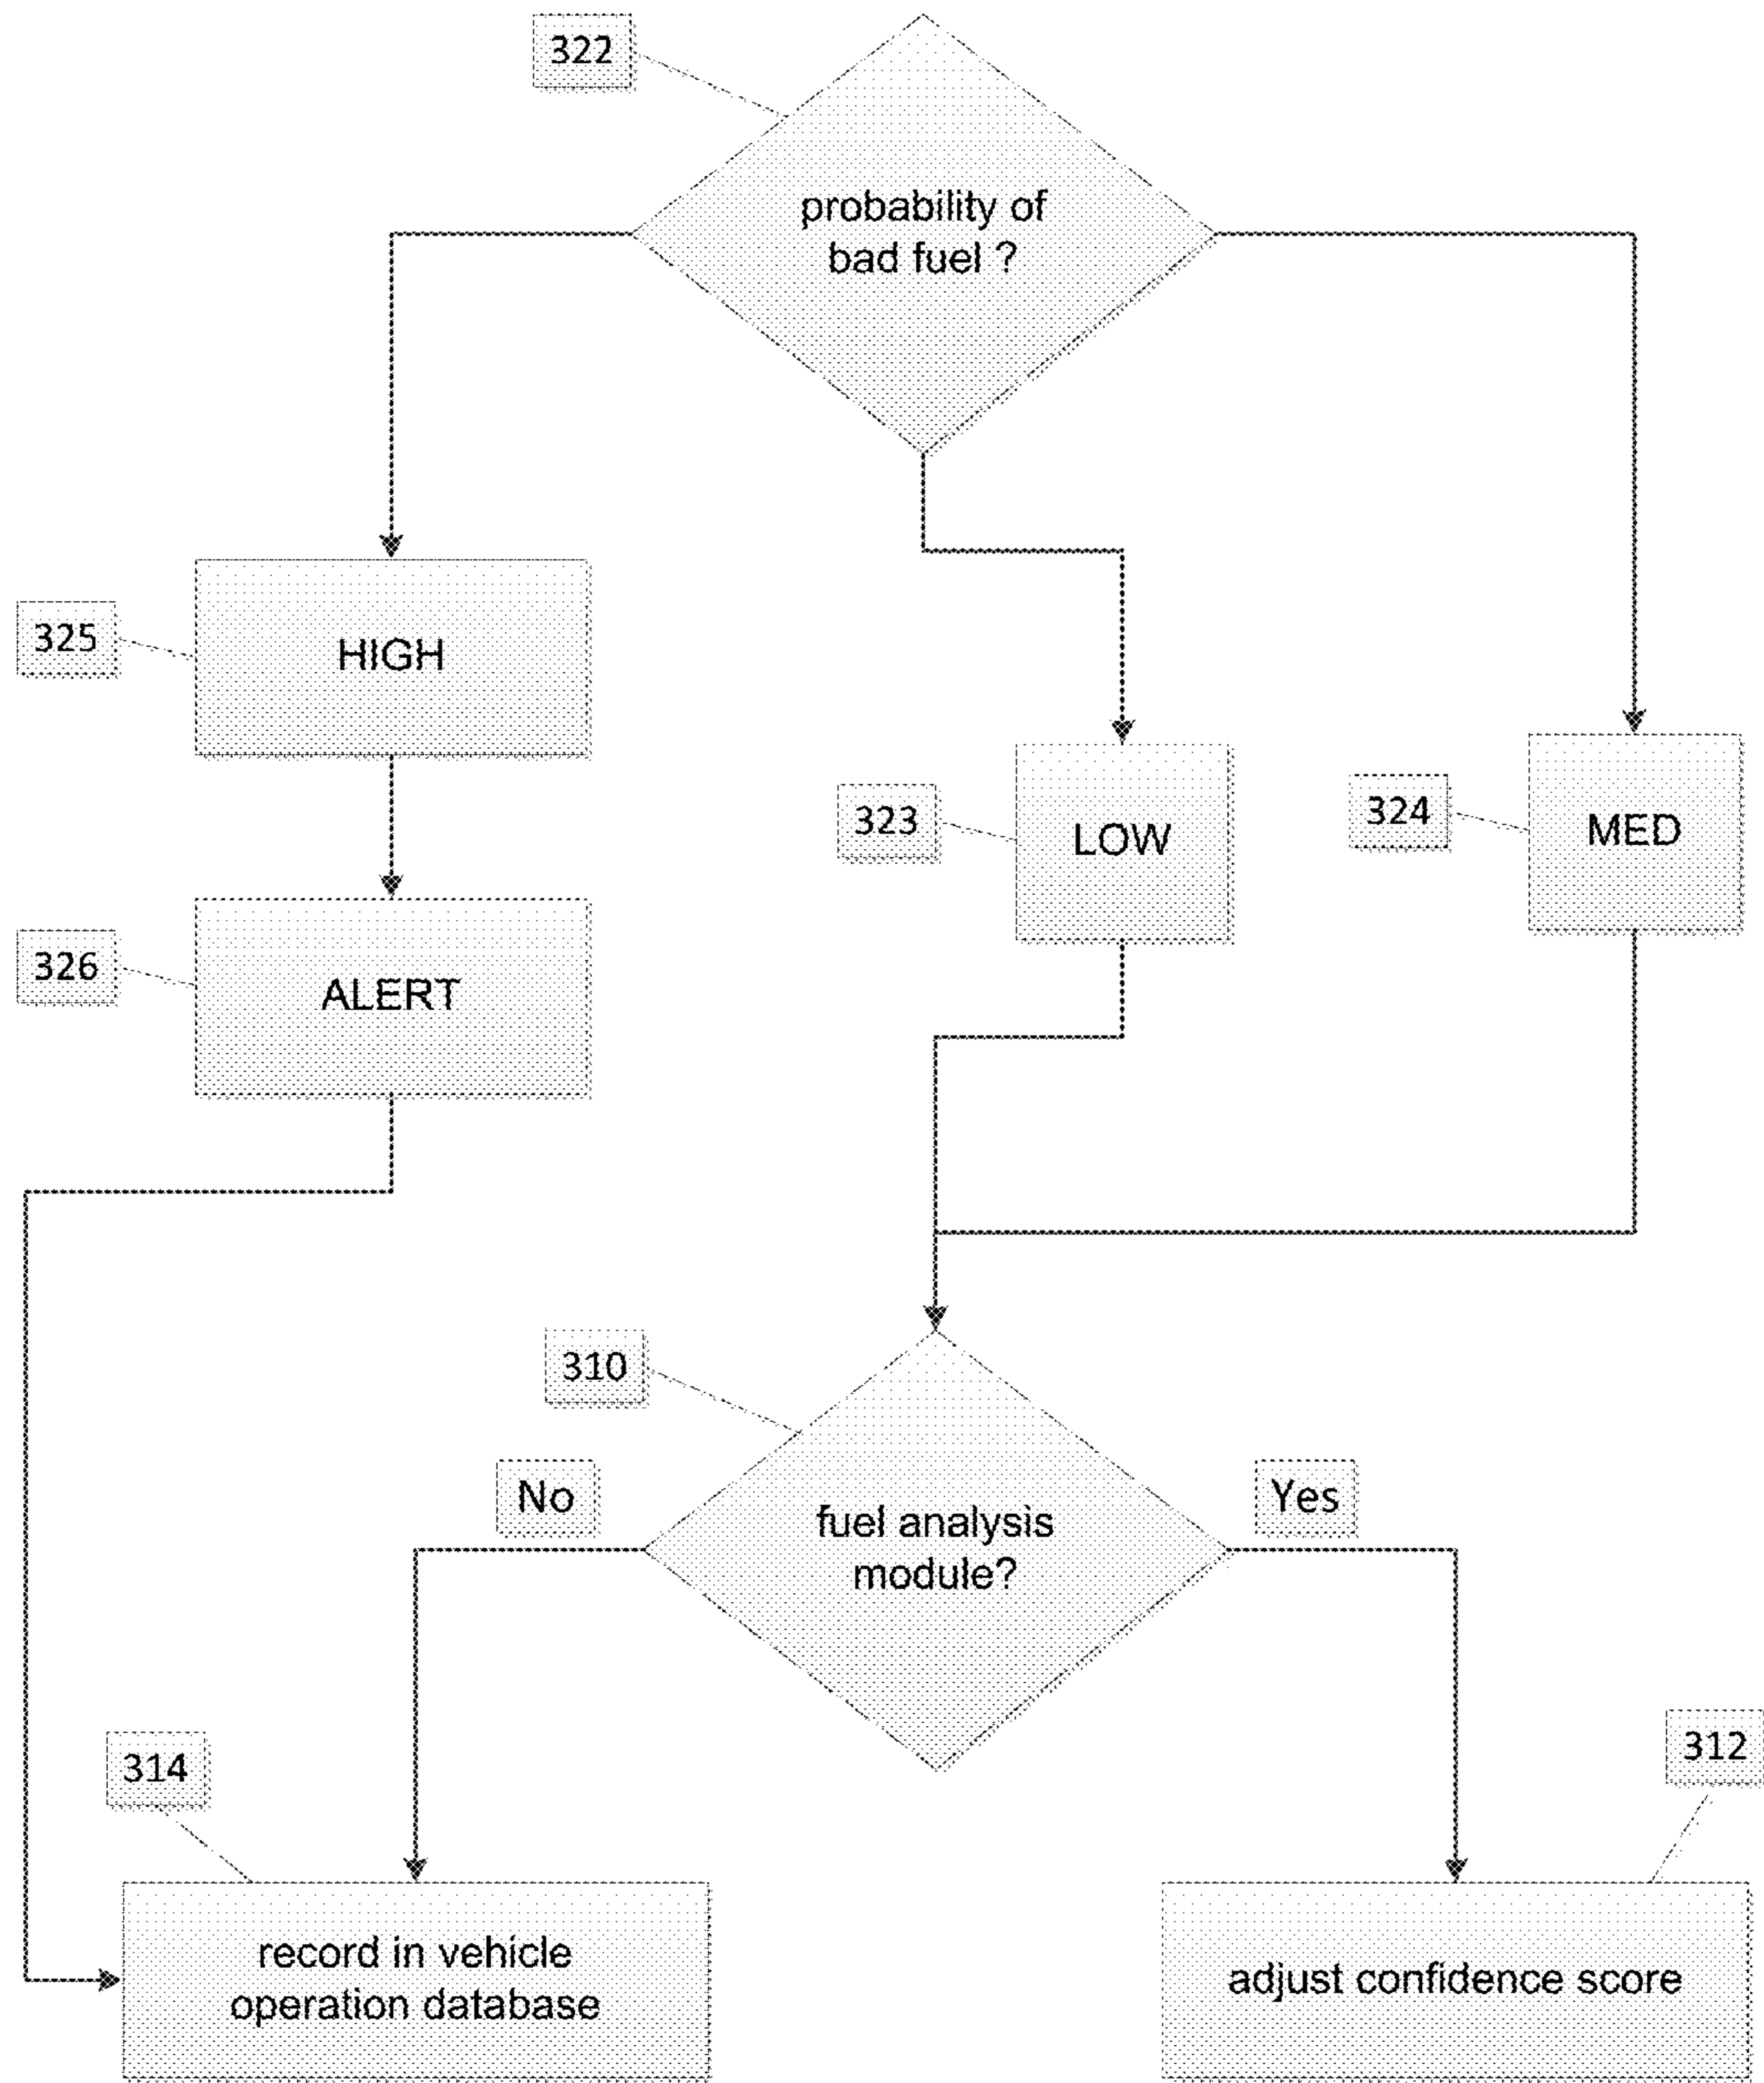 322
probability of
bad fuel ?
325
HIGH
323
LOW
324
MED
326
ALERT
310
No
fuel analysis
module?
Yes
314
312
record in vehicle
operation database
adjust confidence score